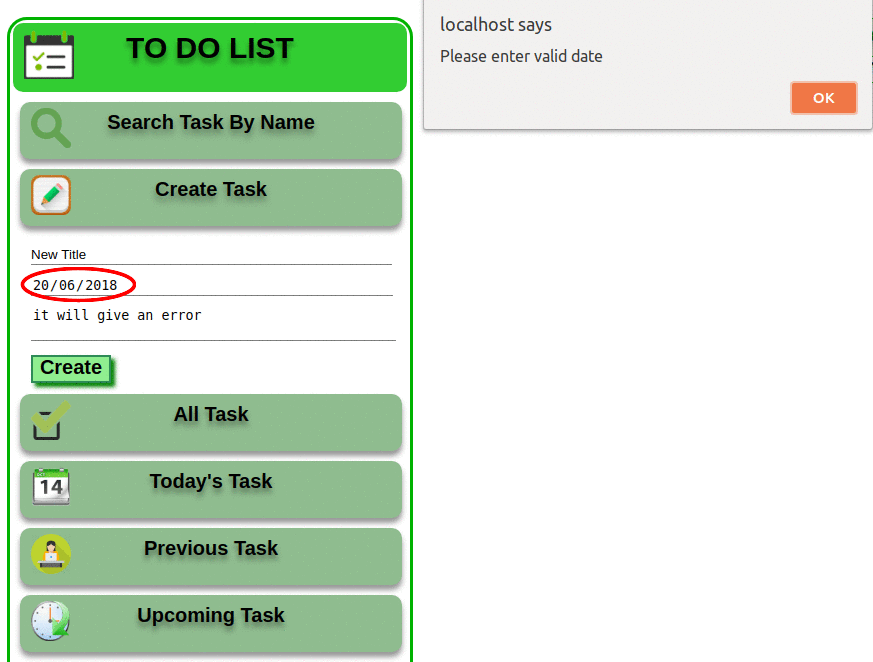 TO DO LIST
Search Task By Name
Create Task
New Title
20/06/2018
it will give an error
Create
All Task
14
Today's Task
Previous Task
Upcoming Task
localhost says
Please enter valid date
OK